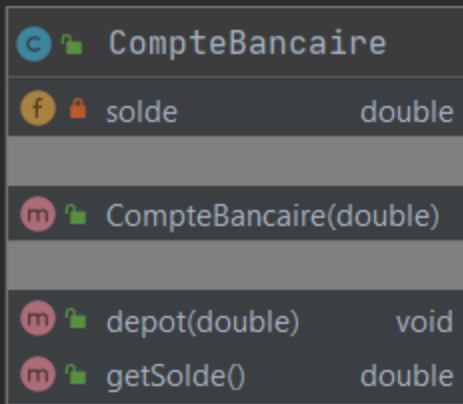 C CompteBancaire
f solde double
m CompteBancaire(double)
m depot(double) void
m getSolde() double